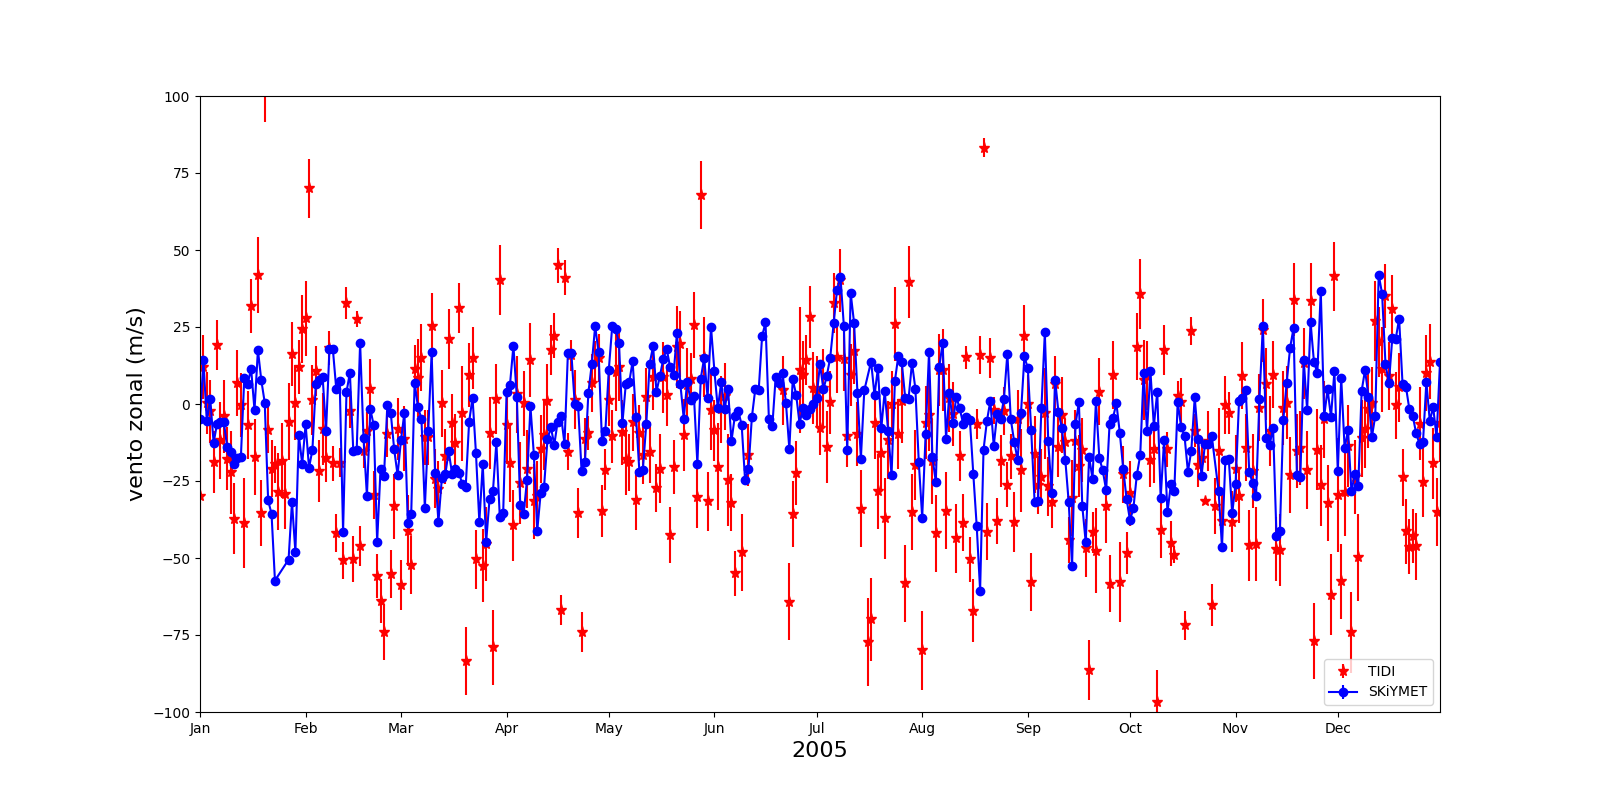 100
75
50
25
0
−25
−50
−75
−100
vento zonal (m/s)
TIDI
SKiYMET
Jan Feb Mar Apr May Jun Jul Aug Sep Oct Nov Dec
2005